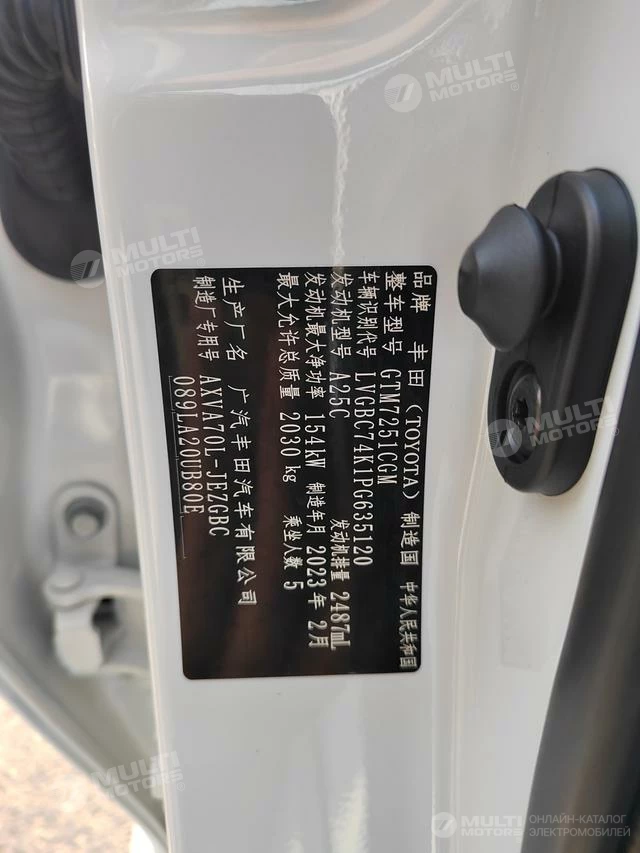 品牌 丰田(TOYOTA) 制造国 中华人民共和国
整车型号 GTM7251CGM
车辆识别代号 LVGBC74K1PG635120
发动机型号 A25C 发动机排量 2487mL
发动机最大净功率 154kW 制造年月 2023年 2月
最大允许总质量 2030 kg 乘坐人数 5
生产厂名 广汽丰田汽车有限公司
制造厂专用号 AXVA70L-JEZGBC
089LA20UB80E
MULTI
MOTORS®
MULTI
MOTORS
MULTI
MOTORS
MULTI
MOTORS
ОНЛАЙН-КАТАЛОГ
ЭЛЕКТРОМОБИЛЕЙ